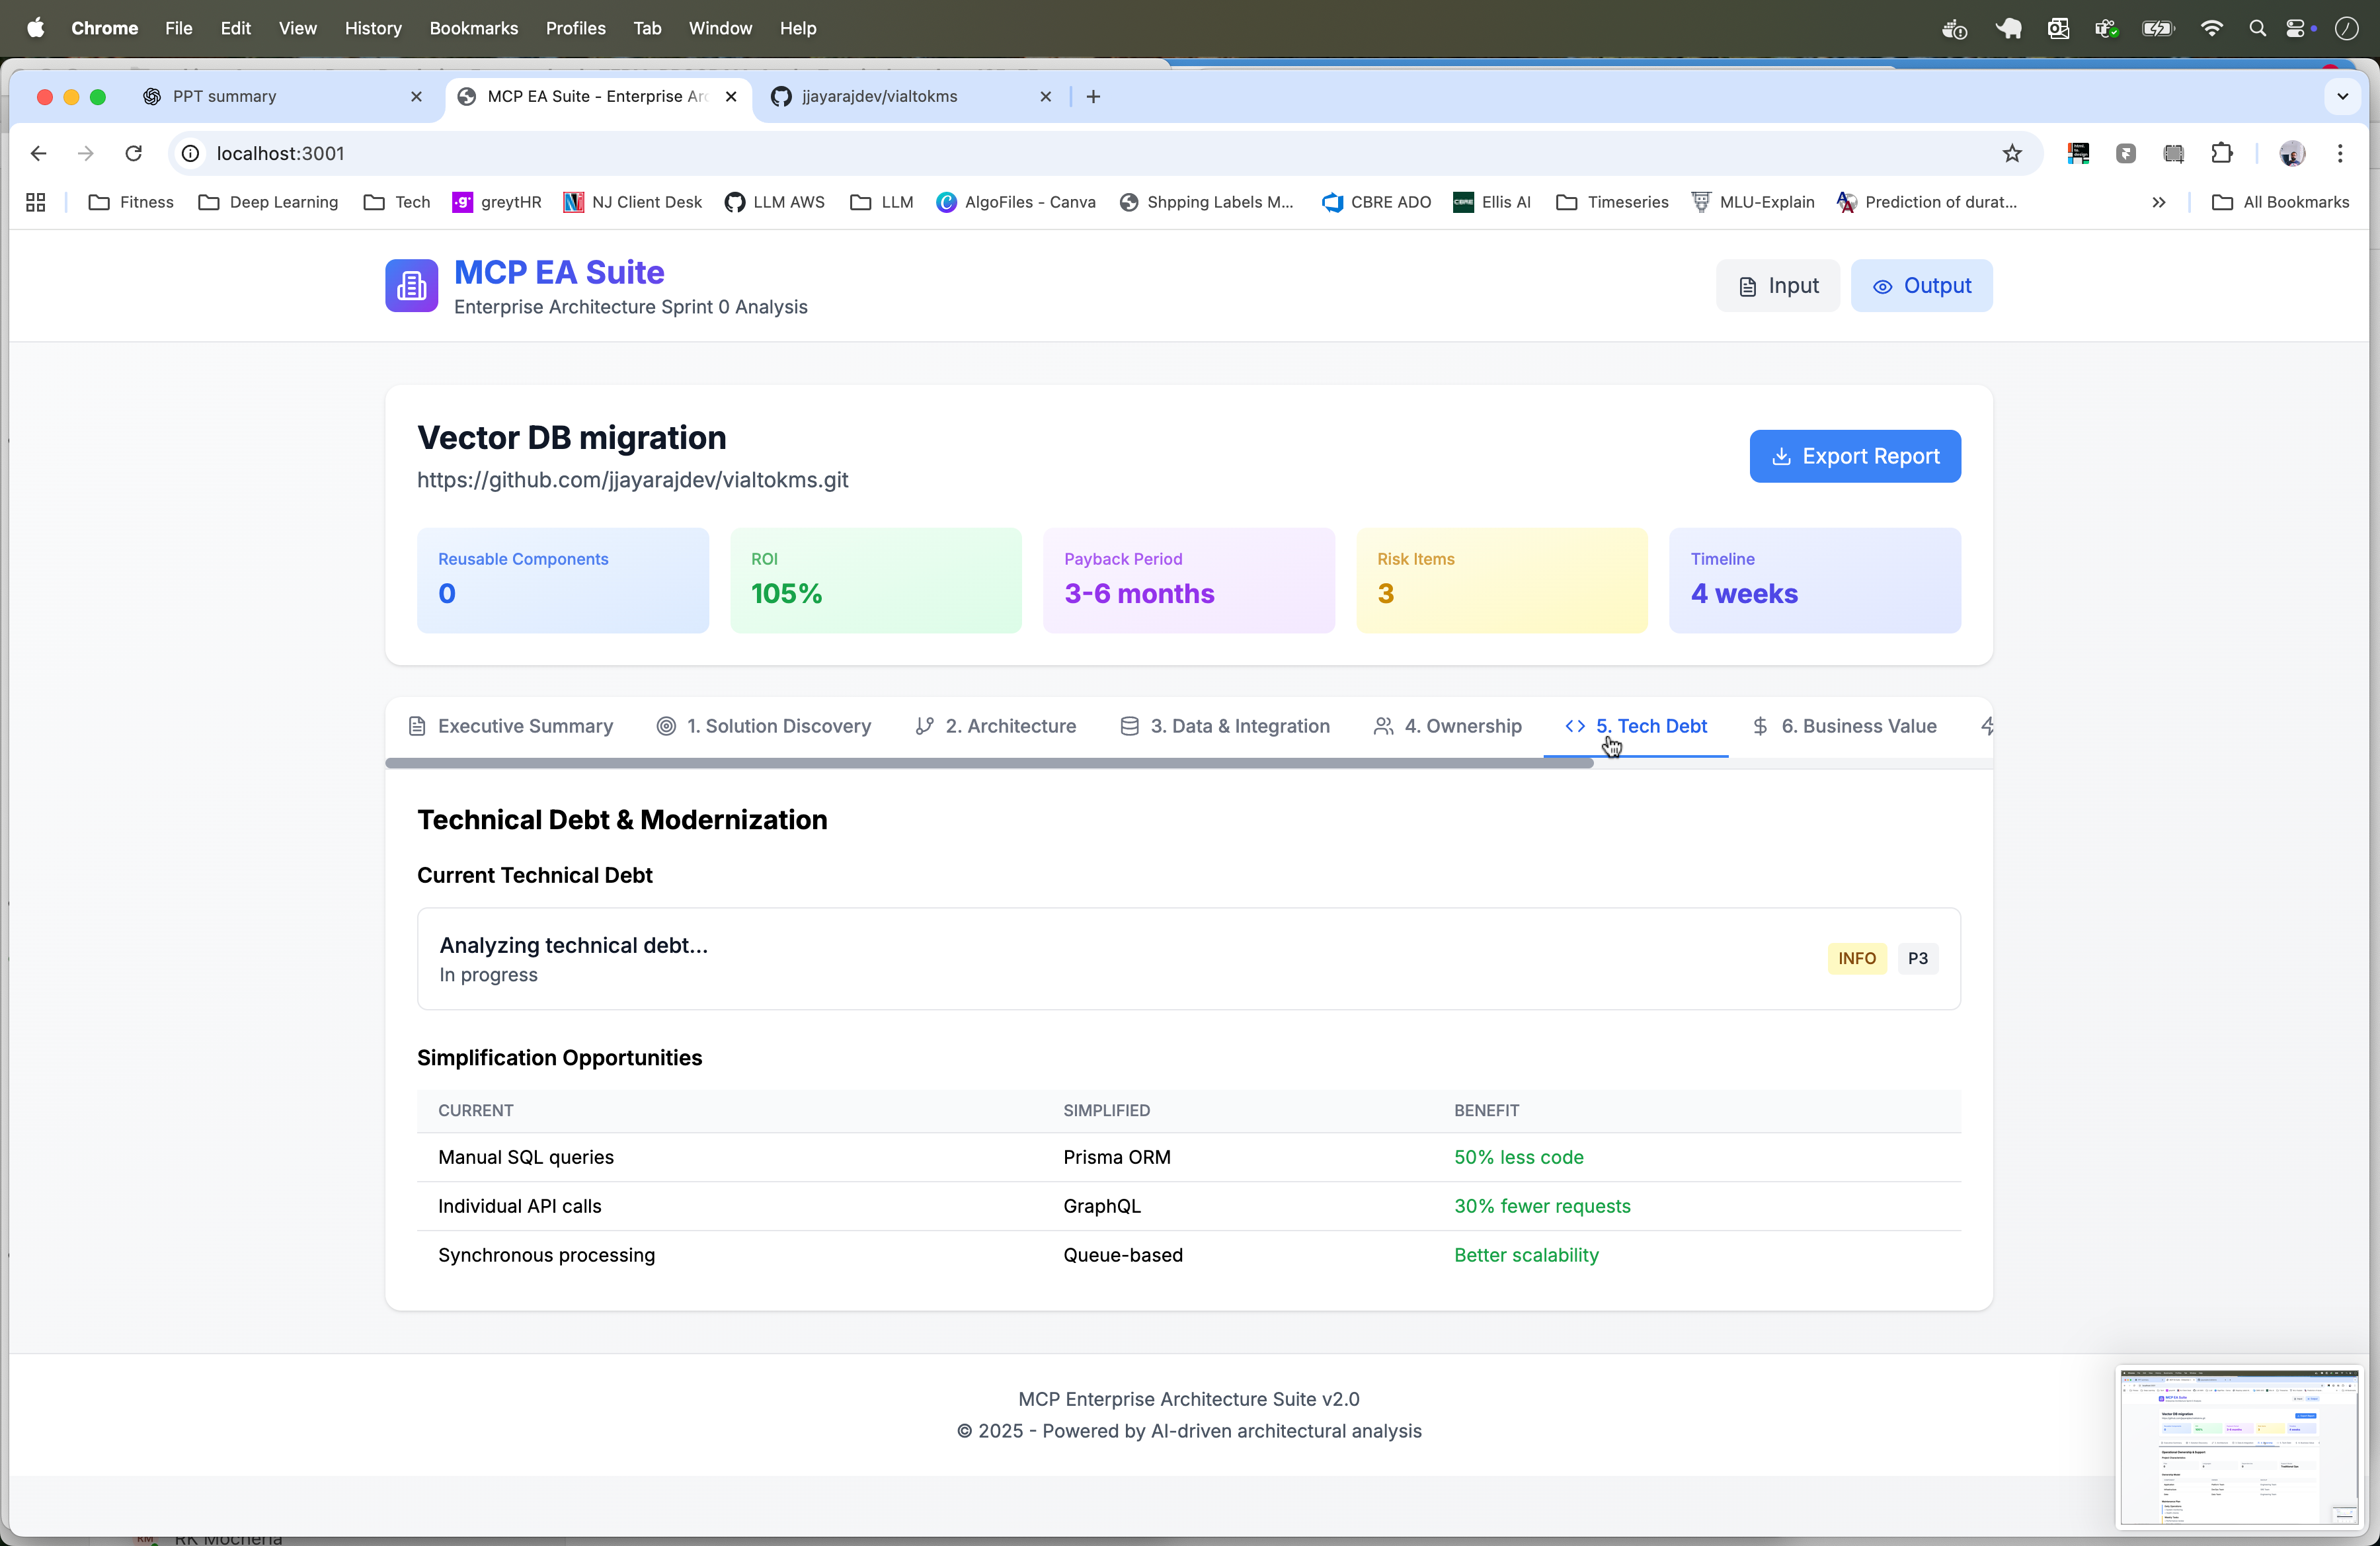 Chrome File Edit View History Bookmarks Profiles Tab Window Help
PPT summary
MCP EA Suite - Enterprise Arc
jjayarajdev/vialtokms
localhost:3001
Fitness Deep Learning Tech greytHR NJ Client Desk LLM AWS LLM AlgoFiles - Canva Shpping Labels M... CBRE ADO Ellis AI Timeseries MLU-Explain Prediction of durat... All Bookmarks
MCP EA Suite
Enterprise Architecture Sprint 0 Analysis
Input
Output
Vector DB migration
https://github.com/jjayarajdev/vialtokms.git
Export Report
Reusable Components
0
ROI
105%
Payback Period
3-6 months
Risk Items
3
Timeline
4 weeks
Executive Summary 1. Solution Discovery 2. Architecture 3. Data & Integration 4. Ownership 5. Tech Debt 6. Business Value
Technical Debt & Modernization
Current Technical Debt
Analyzing technical debt...
In progress
INFO P3
Simplification Opportunities
CURRENT SIMPLIFIED BENEFIT
Manual SQL queries Prisma ORM 50% less code
Individual API calls GraphQL 30% fewer requests
Synchronous processing Queue-based Better scalability
MCP Enterprise Architecture Suite v2.0
© 2025 - Powered by AI-driven architectural analysis